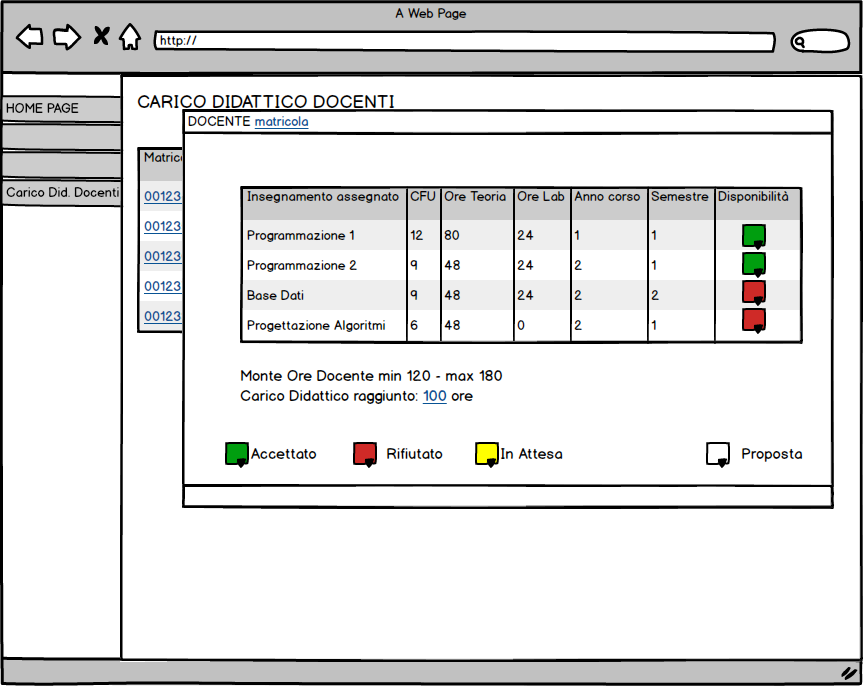 A Web Page
http://
HOME PAGE
Carico Did. Docenti
CARICO DIDATTICO DOCENTI
DOCENTE matricola
Insegnamento assegnato CFU Ore Teoria Ore Lab Anno corso Semestre Disponibilità
Programmazione 1 12 80 24 1 1
Programmazione 2 9 48 24 2 1
Base Dati 9 48 24 2 2
Progettazione Algoritmi 6 48 0 2 1
Monte Ore Docente min 120 - max 180
Carico Didattico raggiunto: 100 ore
Accettato Rifiutato In Attesa Proposta
Matric
00123
00123
00123
00123
00123